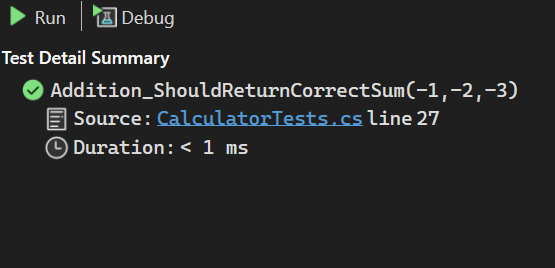 Run Debug
Test Detail Summary
Addition_ShouldReturnCorrectSum(-1,-2,-3)
Source: CalculatorTests.cs line 27
Duration: < 1 ms